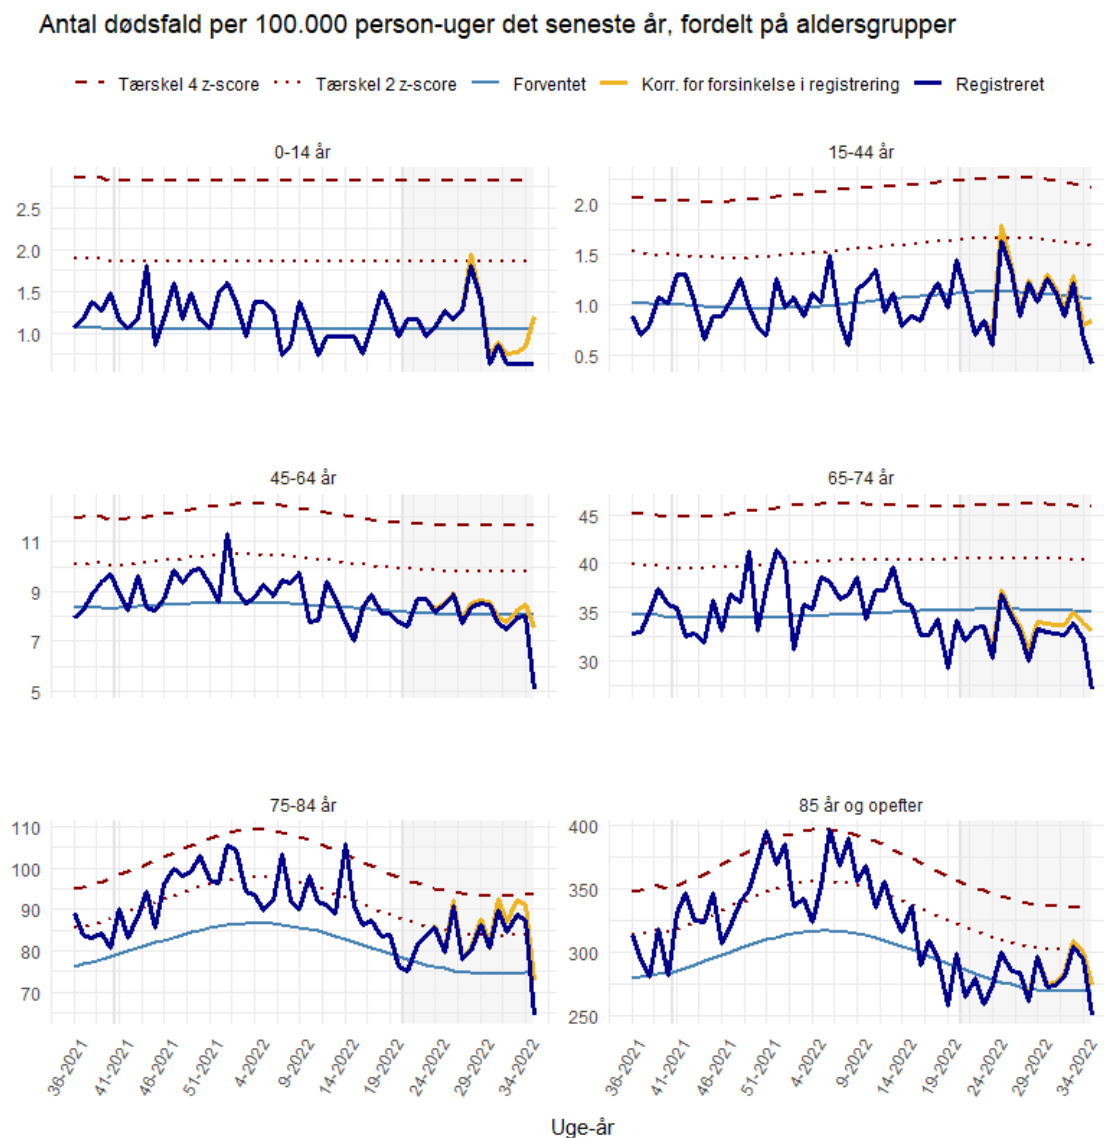 Antal dødsfald per 100.000 person-uger det seneste år, fordelt på aldersgrupper
Tærskel 4 z-score Tærskel 2 z-score Forventet Korr. for forsinkelse i registrering Registreret
0-14 år
2.5
2.0
1.5
1.0
15-44 år
2.0
1.5
1.0
0.5
45-64 år
11
9
7
5
65-74 år
45
40
35
30
75-84 år
110
100
90
80
70
85 år og opefter
400
350
300
250
36-2021 41-2021 46-2021 51-2021 4-2022 9-2022 14-2022 19-2022 24-2022 29-2022 34-2022
36-2021 41-2021 46-2021 51-2021 4-2022 9-2022 14-2022 19-2022 24-2022 29-2022 34-2022
Uge-år